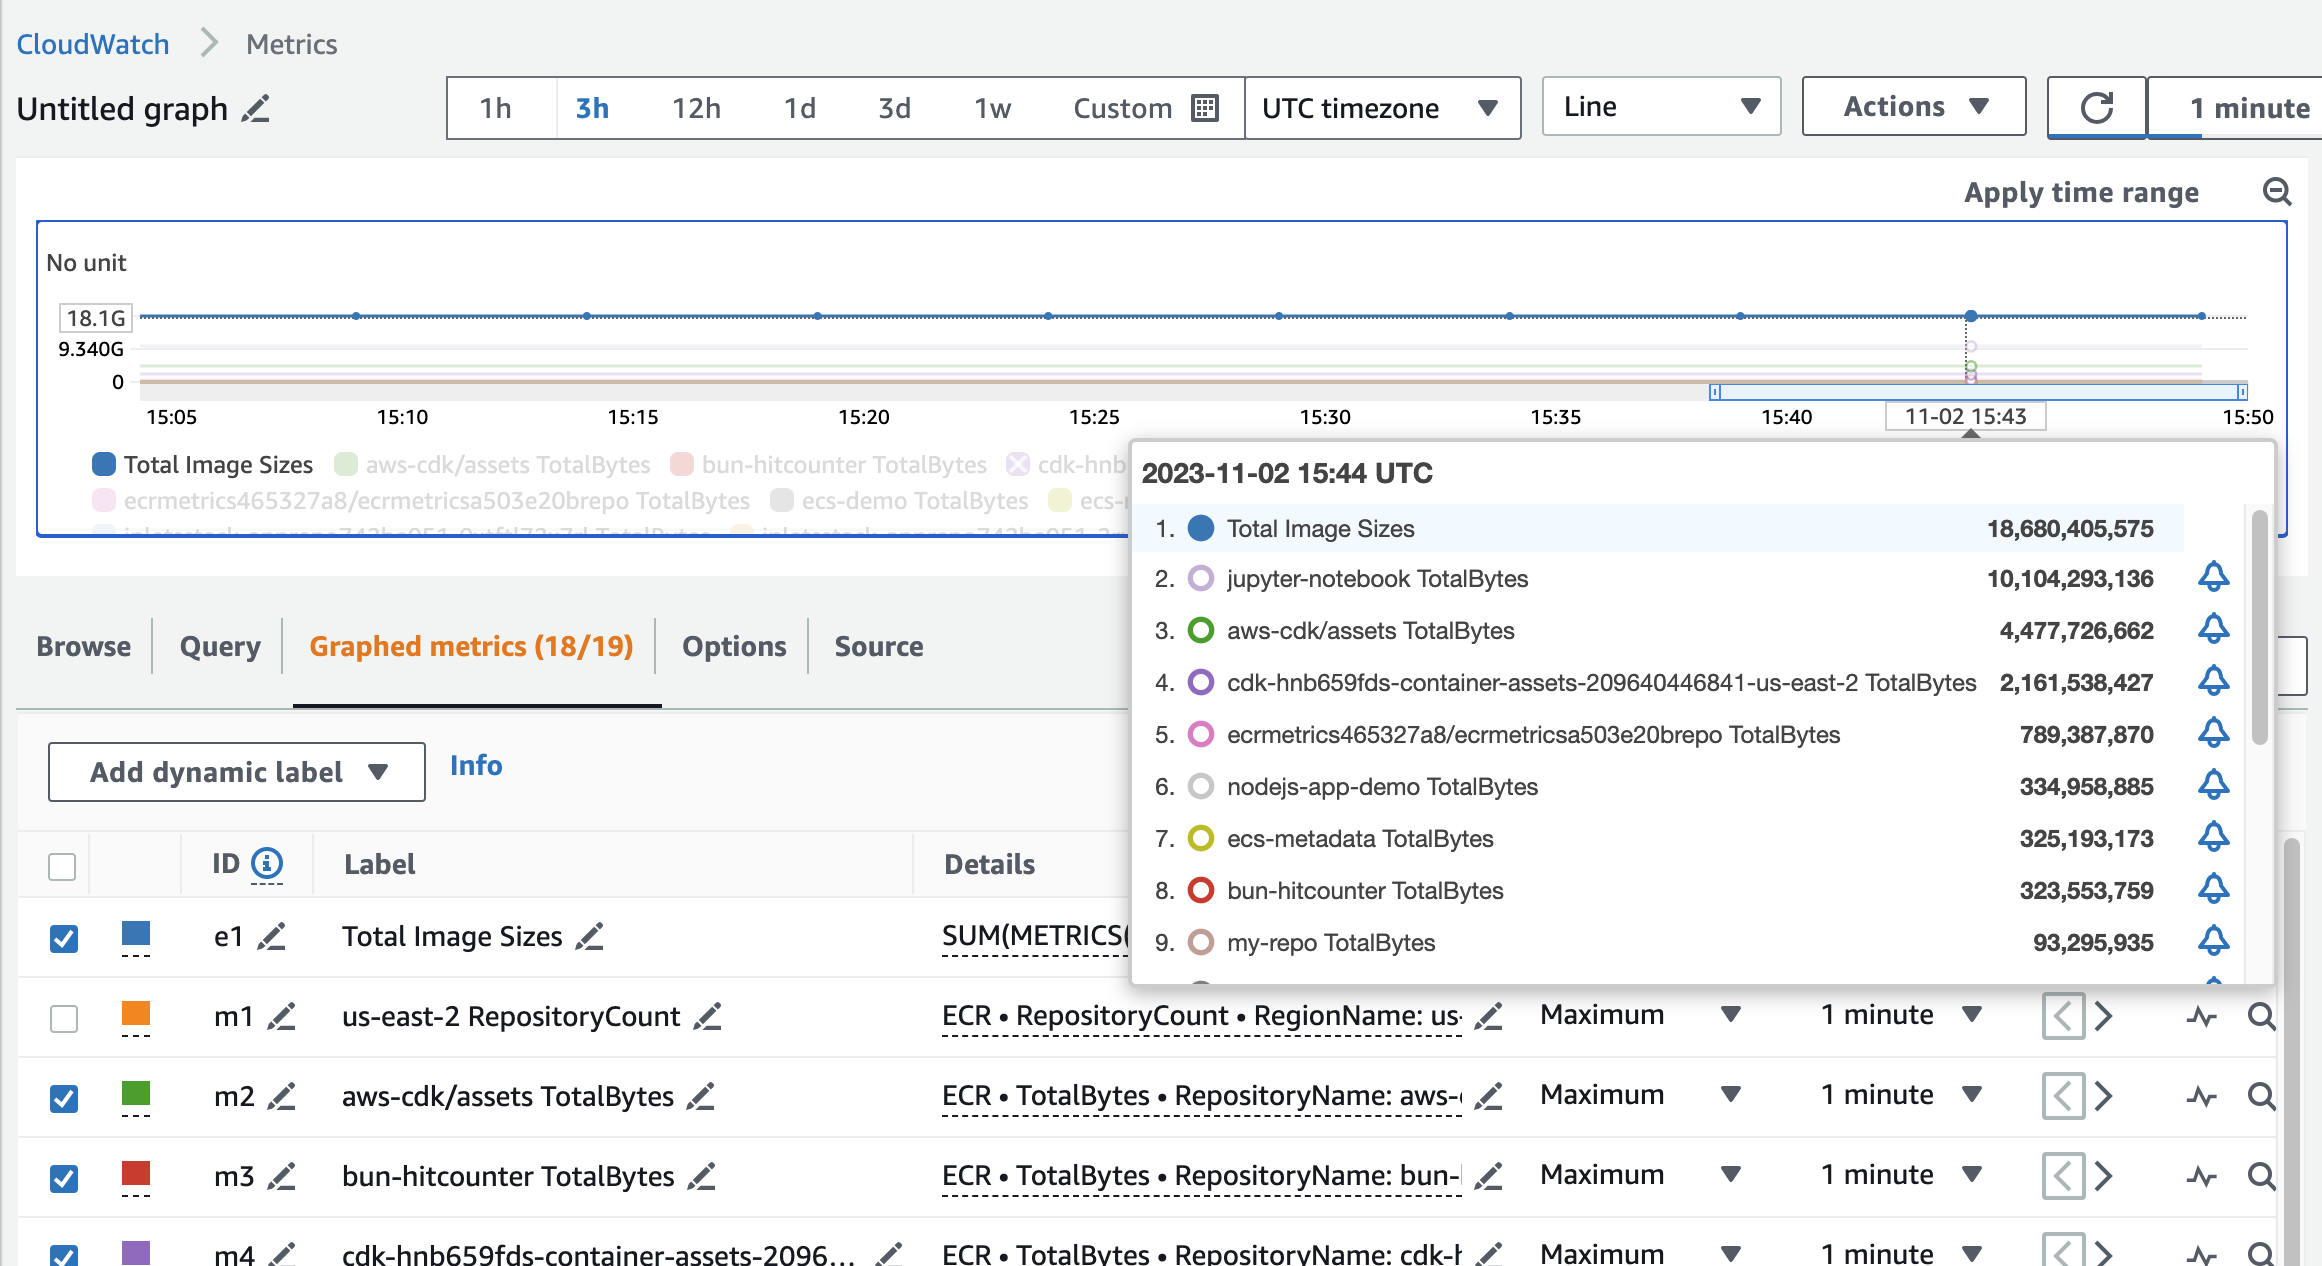 CloudWatch Metrics
Untitled graph 1h 3h 12h 1d 3d 1w Custom UTC timezone Line Actions 1 minute
Apply time range
No unit
18.1G
9.340G
0
15:05 15:10 15:15 15:20 15:25 15:30 15:35 15:40 11-02 15:43 15:50
Total Image Sizes aws-cdk/assets TotalBytes bun-hitcounter TotalBytes cdk-hnb
ecrmetrics465327a8/ecrmetricsa503e20brepo TotalBytes ecs-demo TotalBytes ecs-
2023-11-02 15:44 UTC
1. Total Image Sizes 18,680,405,575
2. jupyter-notebook TotalBytes 10,104,293,136
3. aws-cdk/assets TotalBytes 4,477,726,662
4. cdk-hnb659fds-container-assets-209640446841-us-east-2 TotalBytes 2,161,538,427
5. ecrmetrics465327a8/ecrmetricsa503e20brepo TotalBytes 789,387,870
6. nodejs-app-demo TotalBytes 334,958,885
7. ecs-metadata TotalBytes 325,193,173
8. bun-hitcounter TotalBytes 323,553,759
9. my-repo TotalBytes 93,295,935
Browse Query Graphed metrics (18/19) Options Source
Add dynamic label Info
ID Label Details
e1 Total Image Sizes SUM(METRICS(
m1 us-east-2 RepositoryCount ECR • RepositoryCount • RegionName: us- Maximum 1 minute
m2 aws-cdk/assets TotalBytes ECR • TotalBytes • RepositoryName: aws- Maximum 1 minute
m3 bun-hitcounter TotalBytes ECR • TotalBytes • RepositoryName: bun- Maximum 1 minute
m4 cdk-hnb659fds-container-assets-2096... ECR • TotalBytes • RepositoryName: cdk-h Maximum 1 minute